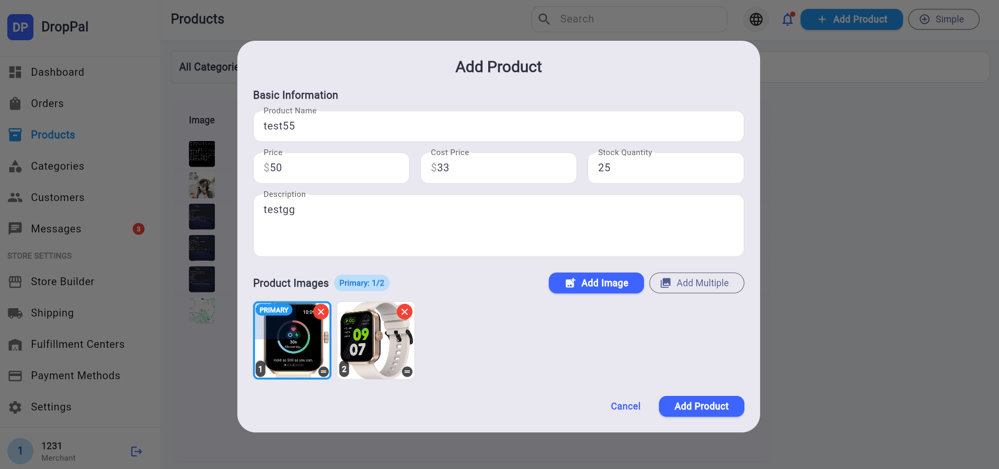 DP DropPal
Products
Search
+ Add Product
Simple
Dashboard
Orders
Products
Categories
Customers
Messages 3
STORE SETTINGS
Store Builder
Shipping
Fulfillment Centers
Payment Methods
Settings
1 1231
Merchant
All Categorie
Image
Add Product
Basic Information
Product Name
test55
Price
$50
Cost Price
$33
Stock Quantity
25
Description
testgg
Product Images Primary: 1/2
Add Image
Add Multiple
PRIMARY
10:09
30s
Measuring...
Hold as Still as you can.
1
GO
09
07
2
Cancel
Add Product